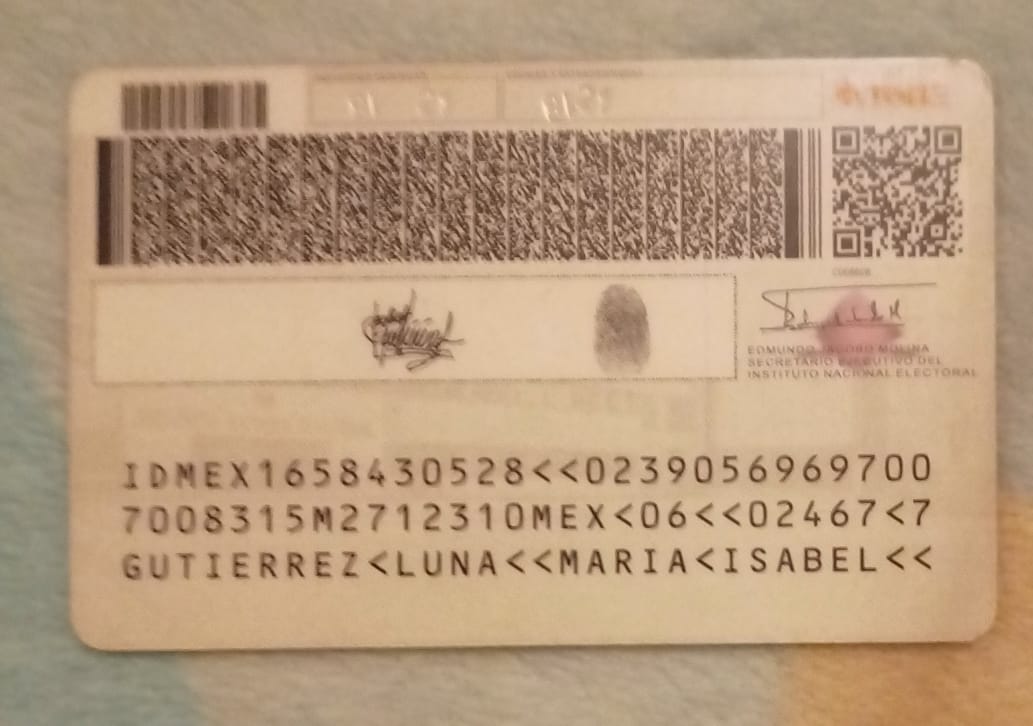 EDMUNDO JACOBO MOLINA
SECRETARIO EJECUTIVO DEL
INSTITUTO NACIONAL ELECTORAL
IDMEX1658430528<<0239056969700
7008315M2712310MEX<06<<02467<7
GUTIERREZ<LUNA<<MARIA<ISABEL<<